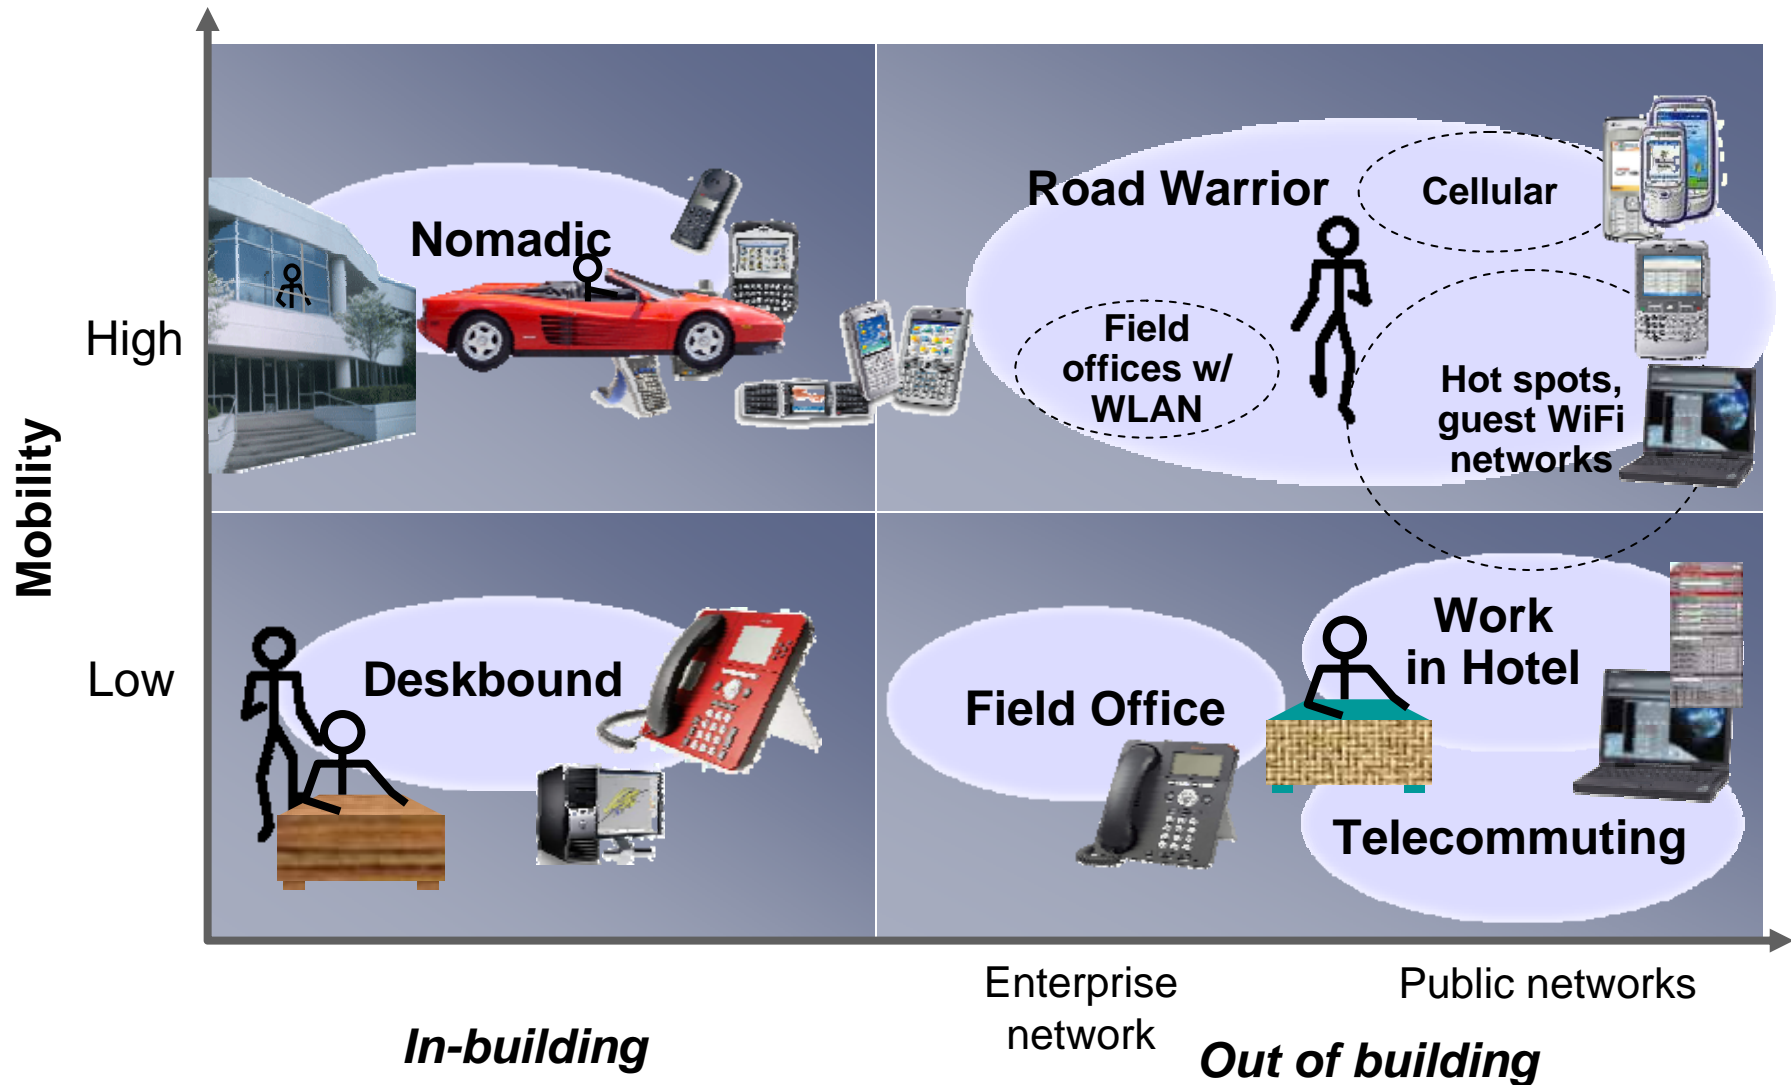 Mobility
High
Low
Nomadic
Road Warrior
Cellular
Field
offices w/
WLAN
Hot spots,
guest WiFi
networks
Deskbound
Field Office
Work
in Hotel
Telecommuting
Enterprise
network
Public networks
In-building
Out of building